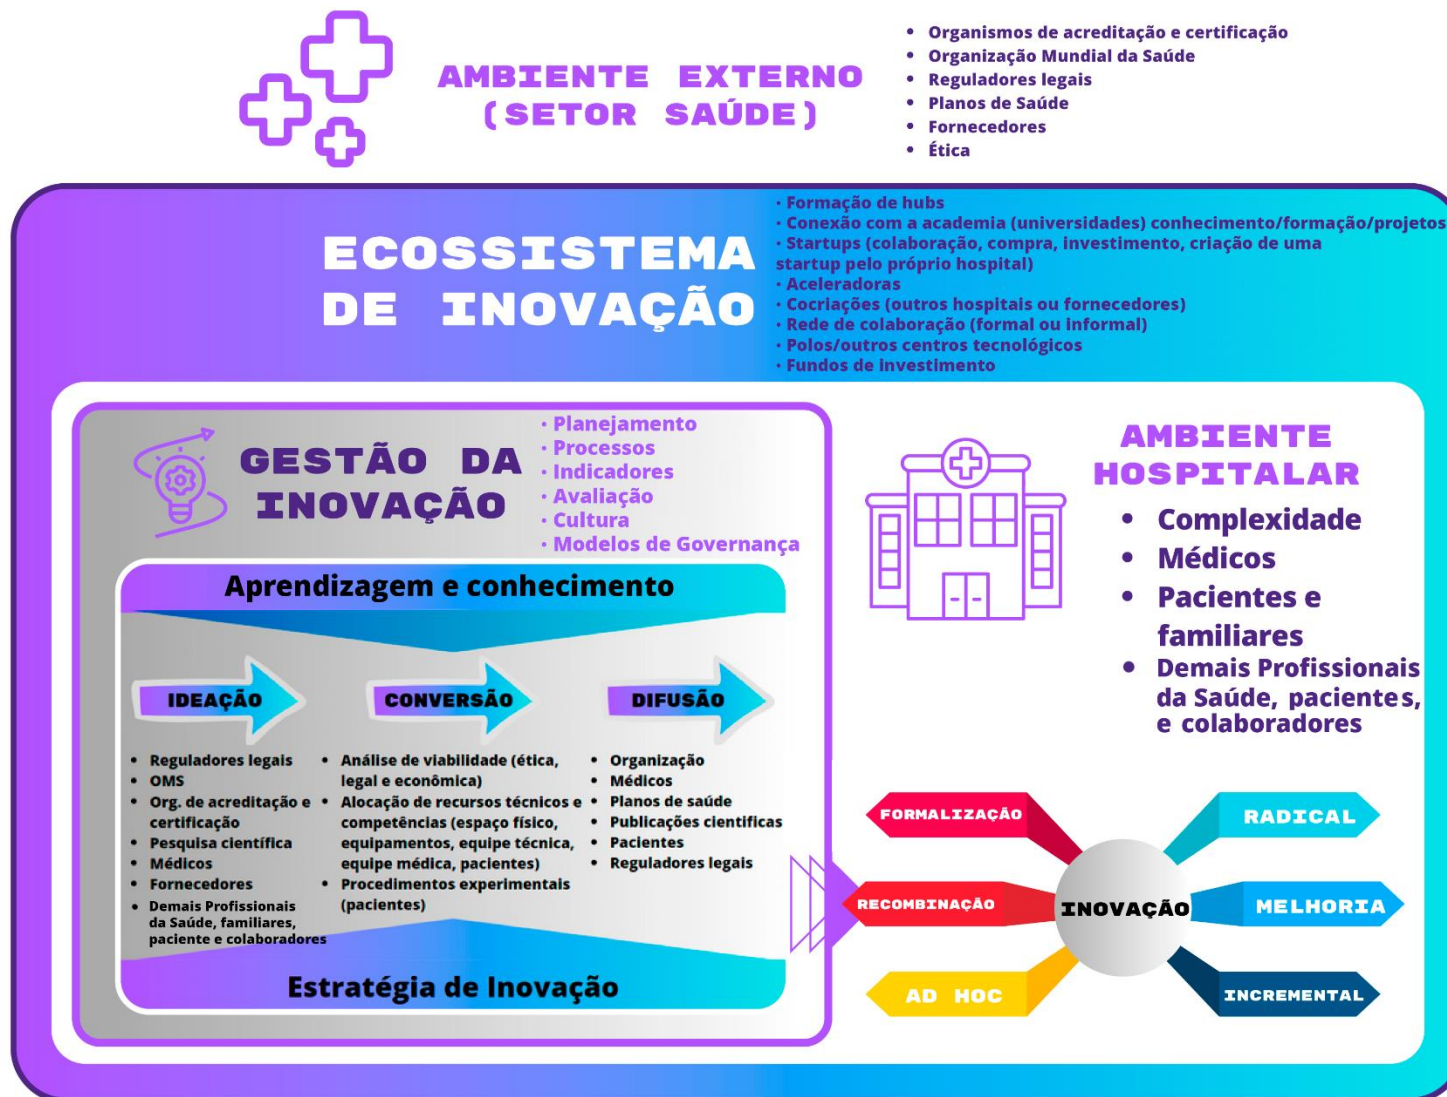 AMBIENTE EXTERNO
(SETOR SAÚDE)
• Organismos de acreditação e certificação
• Organização Mundial da Saúde
• Reguladores legais
• Planos de Saúde
• Fornecedores
• Ética
ECOSSISTEMA
DE INOVAÇÃO
· Formação de hubs
· Conexão com a academia (universidades) conhecimento/formação/projetos
· Startups (colaboração, compra, investimento, criação de uma
startup pelo próprio hospital)
· Aceleradoras
· Cocriações (outros hospitais ou fornecedores)
· Rede de colaboração (formal ou informal)
· Polos/outros centros tecnológicos
· Fundos de investimento
GESTÃO DA
INOVAÇÃO
· Planejamento
· Processos
· Indicadores
· Avaliação
· Cultura
· Modelos de Governança
Aprendizagem e conhecimento
IDEAÇÃO
• Reguladores legais
• OMS
• Org. de acreditação e
certificação
• Pesquisa científica
• Médicos
• Fornecedores
• Demais Profissionais
da Saúde, familiares,
paciente e colaboradores
CONVERSÃO
• Análise de viabilidade (ética,
legal e econômica)
• Alocação de recursos técnicos e
competências (espaço físico,
equipamentos, equipe técnica,
equipe médica, pacientes)
• Procedimentos experimentais
(pacientes)
DIFUSÃO
• Organização
• Médicos
• Planos de saúde
• Publicações cientificas
• Pacientes
• Reguladores legais
Estratégia de Inovação
AMBIENTE
HOSPITALAR
• Complexidade
• Médicos
• Pacientes e
familiares
• Demais Profissionais
da Saúde, pacientes,
e colaboradores
FORMALIZAÇÃO
RECOMBINAÇÃO
AD HOC
INOVAÇÃO
RADICAL
MELHORIA
INCREMENTAL